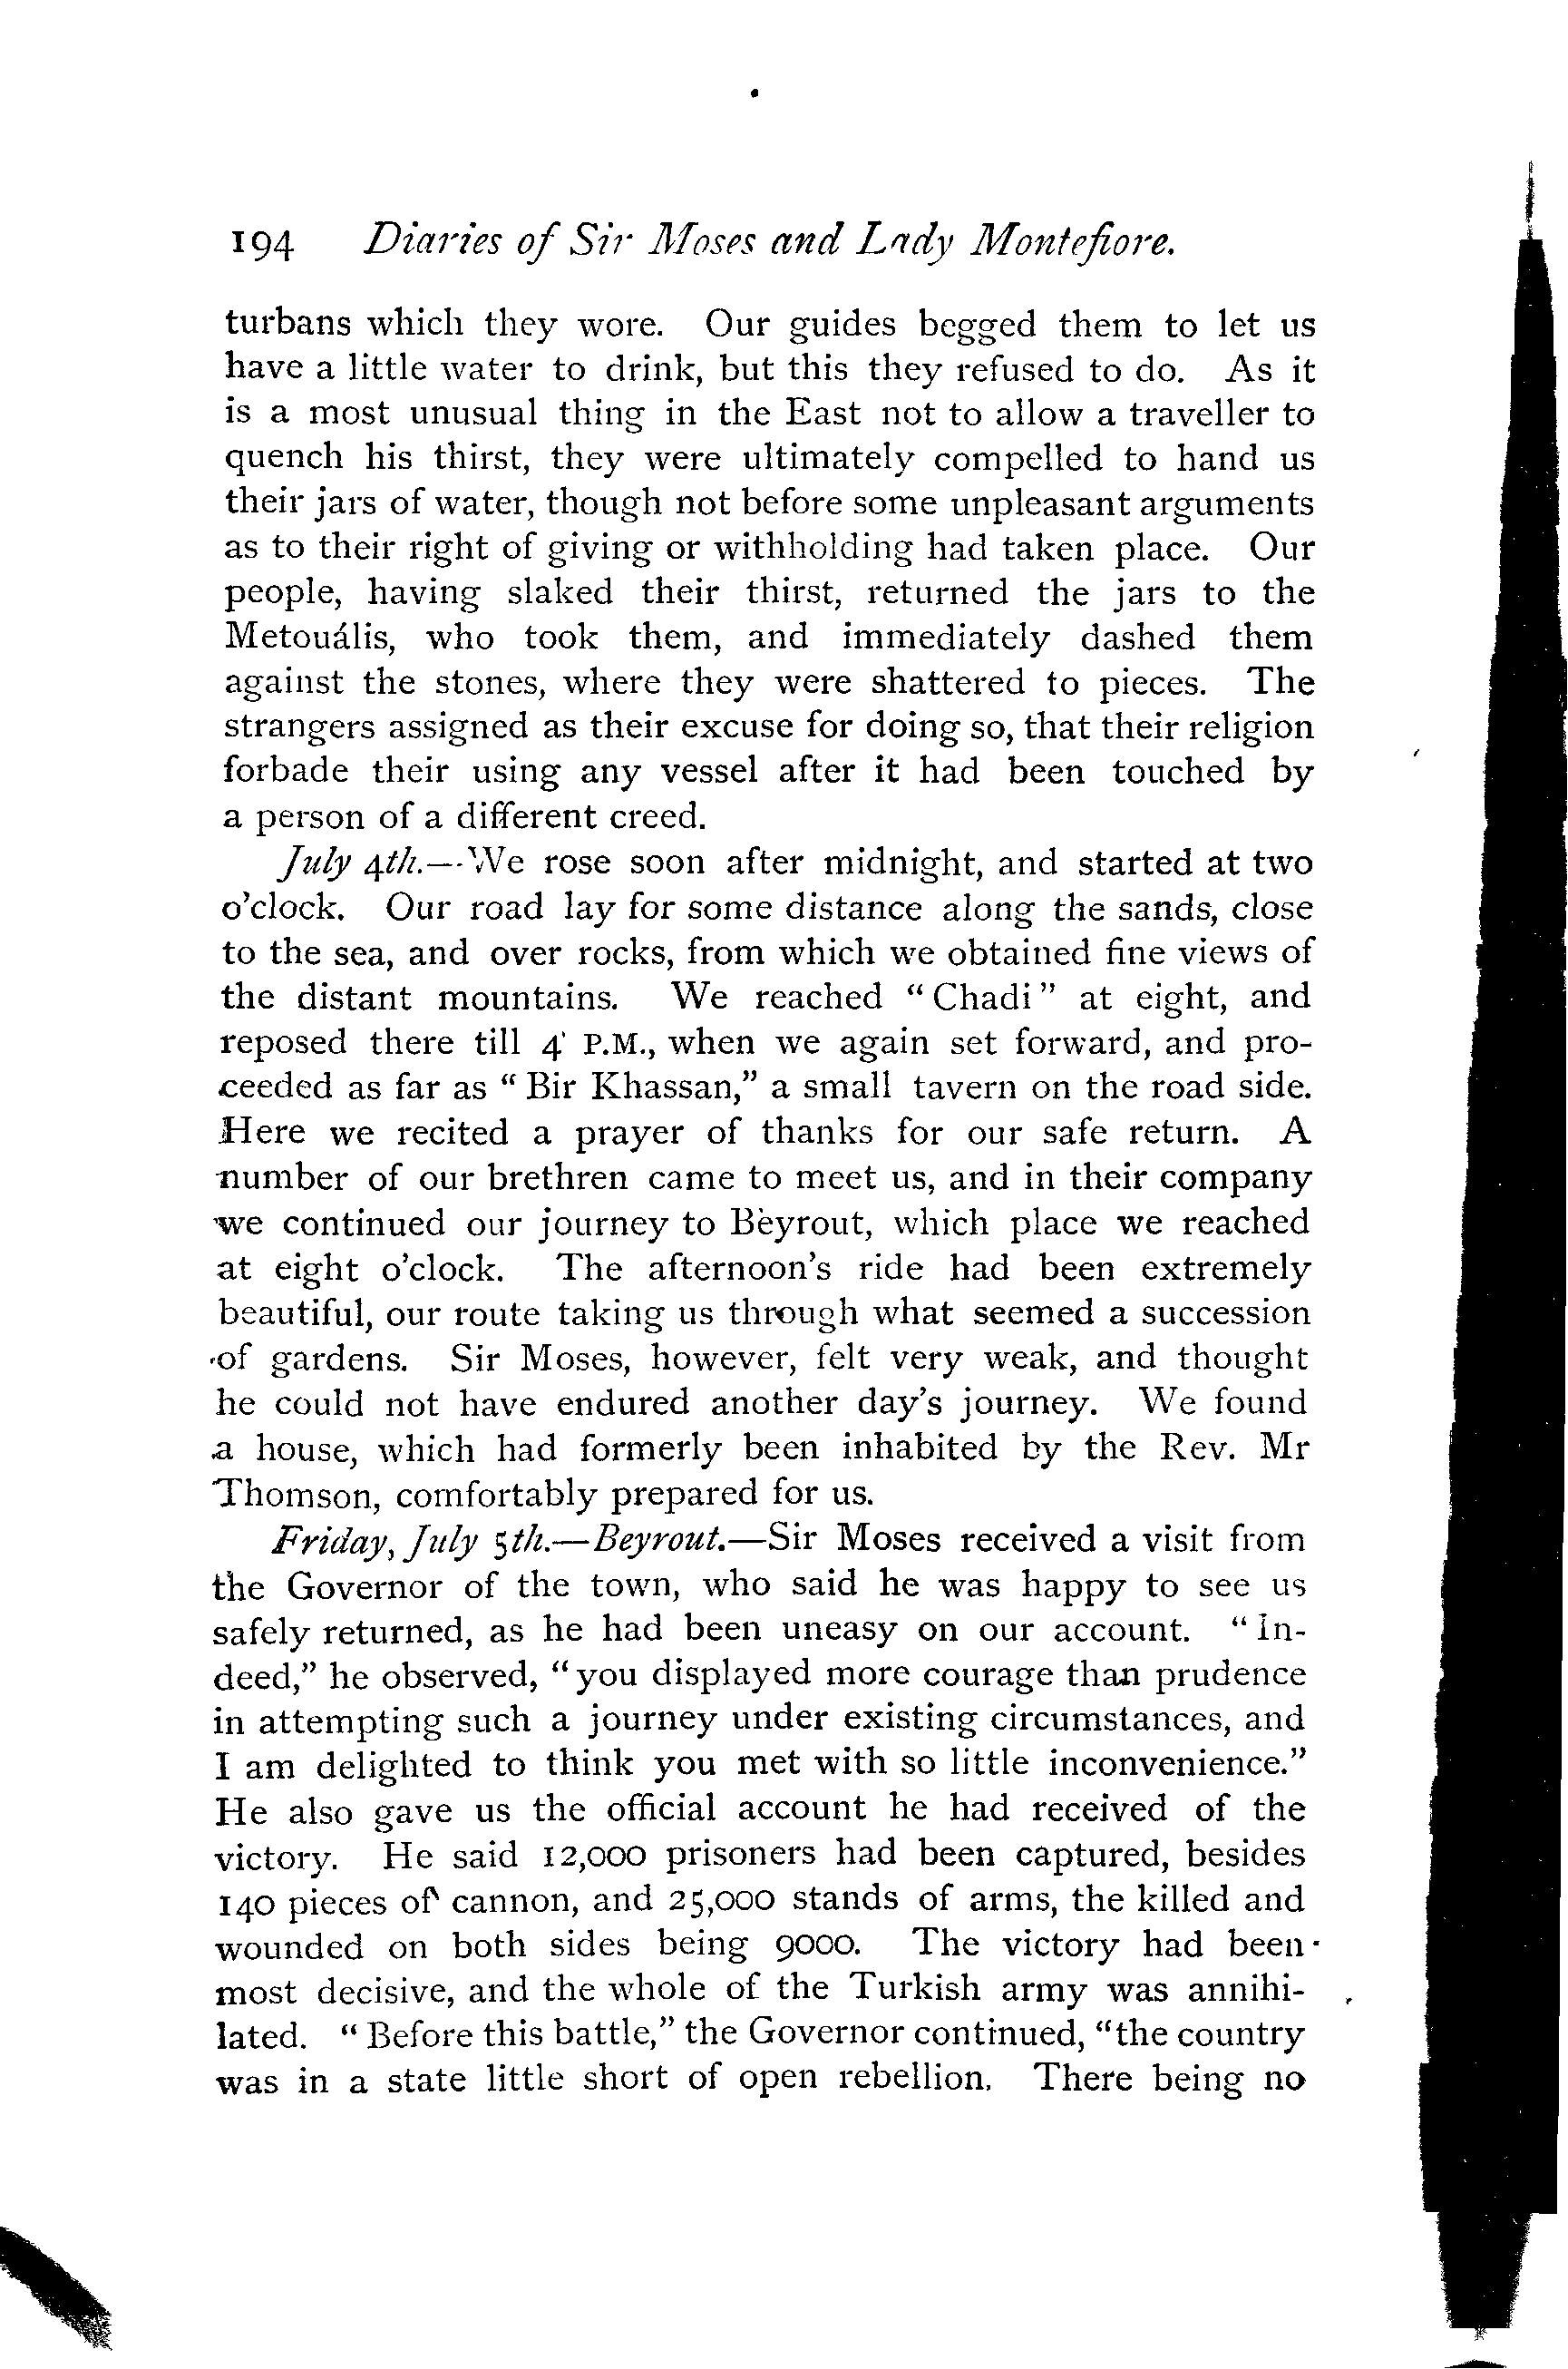 194 Diaries of Sir Moses and Lady Montefiore.
turbans which they wore. Our guides begged them to let us
have a little water to drink, but this they refused to do. As it
is a most unusual thing in the East not to allow a traveller to
quench his thirst, they were ultimately compelled to hand us
their jars of water, though not before some unpleasant arguments
as to their right of giving or withholding had taken place. Our
people, having slaked their thirst, returned the jars to the
Metouális, who took them, and immediately dashed them
against the stones, where they were shattered to pieces. The
strangers assigned as their excuse for doing so, that their religion
forbade their using any vessel after it had been touched by
a person of a different creed.
July 4th.—We rose soon after midnight, and started at two
o'clock. Our road lay for some distance along the sands, close
to the sea, and over rocks, from which we obtained fine views of
the distant mountains. We reached "Chadi" at eight, and
reposed there till 4 P.M., when we again set forward, and pro-
ceeded as far as "Bir Khassan," a small tavern on the road side.
Here we recited a prayer of thanks for our safe return. A
number of our brethren came to meet us, and in their company
we continued our journey to Bèyrout, which place we reached
at eight o'clock. The afternoon's ride had been extremely
beautiful, our route taking us through what seemed a succession
of gardens. Sir Moses, however, felt very weak, and thought
he could not have endured another day's journey. We found
a house, which had formerly been inhabited by the Rev. Mr
Thomson, comfortably prepared for us.
Friday, July 5th.—Beyrout.—Sir Moses received a visit from
the Governor of the town, who said he was happy to see us
safely returned, as he had been uneasy on our account. "In-
deed," he observed, "you displayed more courage than prudence
in attempting such a journey under existing circumstances, and
I am delighted to think you met with so little inconvenience."
He also gave us the official account he had received of the
victory. He said 12,000 prisoners had been captured, besides
140 pieces of cannon, and 25,000 stands of arms, the killed and
wounded on both sides being 9000. The victory had been
most decisive, and the whole of the Turkish army was annihi-
lated. "Before this battle," the Governor continued, "the country
was in a state little short of open rebellion. There being no